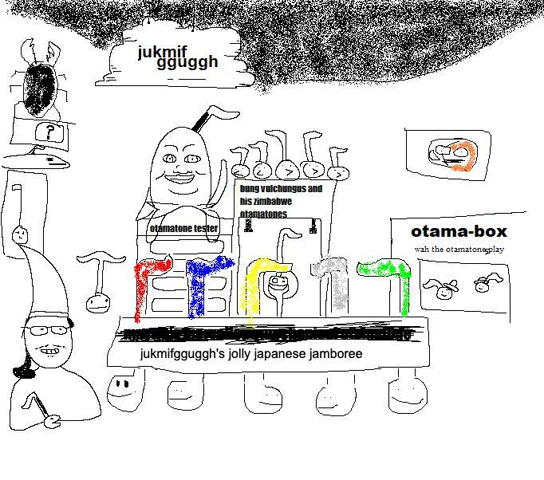 jukmif
gguggh
?
bung vulchungus and
his zimbabwe
otamatones
otamatone tester
otama-box
wah the otamatone play
jukmifgguggh's jolly japanese jamboree